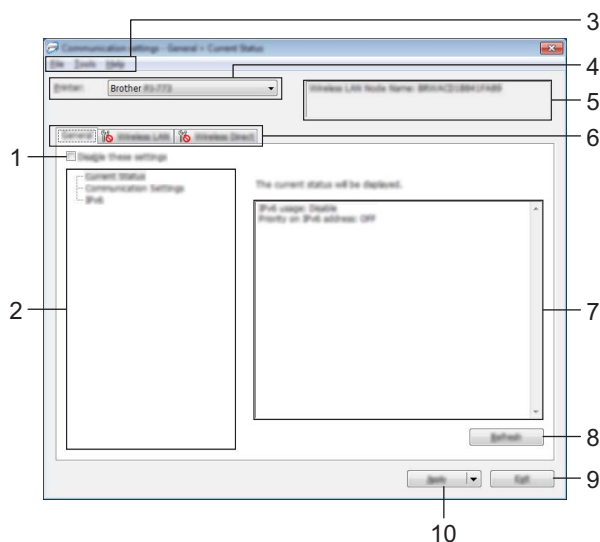 3
Communication settings - General > Current Status
File Tools Help
4
Printer: Brother
Wireless LAN Node Name:
5
General Wireless LAN Wireless Direct
6
1
Disable these settings
Current Status
Communication Settings
IPv6
The current status will be displayed.
IPv6 usage: Disable
Priority on IPv6 address: OFF
2
7
Refresh
8
Apply
Exit
9
10